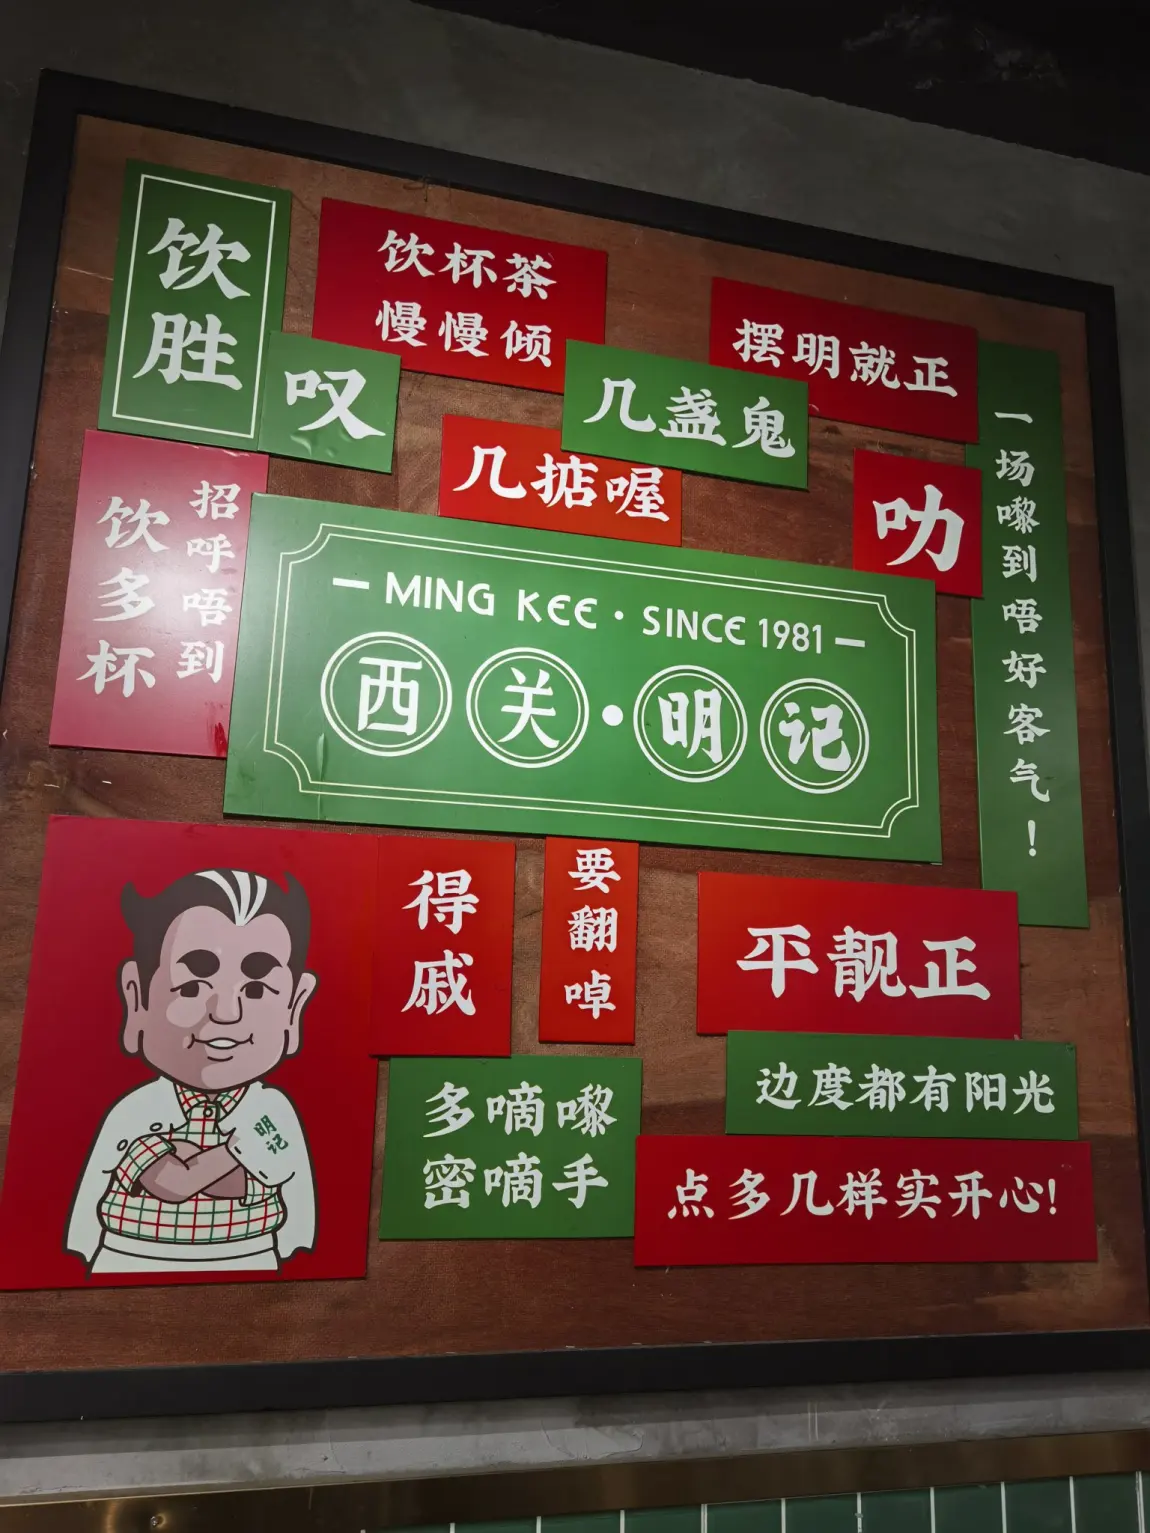 饮胜
叹
饮杯茶
慢慢倾
摆明就正
几盏鬼
几掂喔
叻
一场嚟到唔好客气！
招呼唔到
饮多杯
MING KEE · SINCE 1981
西关·明记
得戚
要翻啅
平靓正
多嘀嚟
密嘀手
边度都有阳光
点多几样实开心!
明记